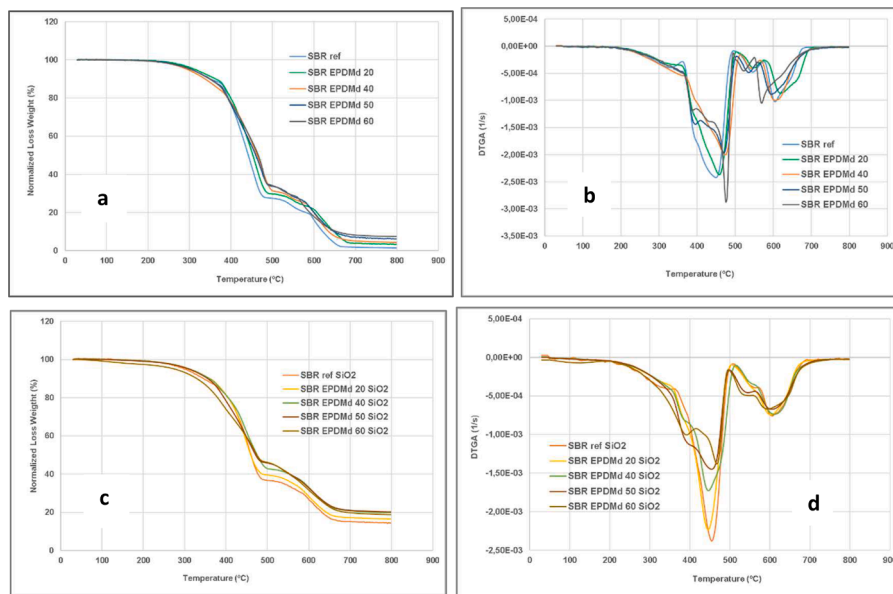 120
100
80
60
40
20
0
0 100 200 300 400 500 600 700 800 900
Normalized Loss Weight (%)
Temperature (ºC)
SBR ref
SBR EPDMd 20
SBR EPDMd 40
SBR EPDMd 50
SBR EPDMd 60
a
5,00E-04
0,00E+00
-5,00E-04
-1,00E-03
-1,50E-03
-2,00E-03
-2,50E-03
-3,00E-03
-3,50E-03
0 100 200 300 400 500 600 700 800 900
DTGA (1/s)
Temperature (ºC)
SBR ref
SBR EPDMd 20
SBR EPDMd 40
SBR EPDMd 50
SBR EPDMd 60
b
120
100
80
60
40
20
0
0 100 200 300 400 500 600 700 800 900
Normalized Loss Weight (%)
Temperature (ºC)
SBR ref SiO2
SBR EPDMd 20 SiO2
SBR EPDMd 40 SiO2
SBR EPDMd 50 SiO2
SBR EPDMd 60 SiO2
c
5,00E-04
0,00E+00
-5,00E-04
-1,00E-03
-1,50E-03
-2,00E-03
-2,50E-03
0 100 200 300 400 500 600 700 800 900
DTGA (1/s)
Temperature (ºC)
SBR ref SiO2
SBR EPDMd 20 SiO2
SBR EPDMd 40 SiO2
SBR EPDMd 50 SiO2
SBR EPDMd 60 SiO2
d